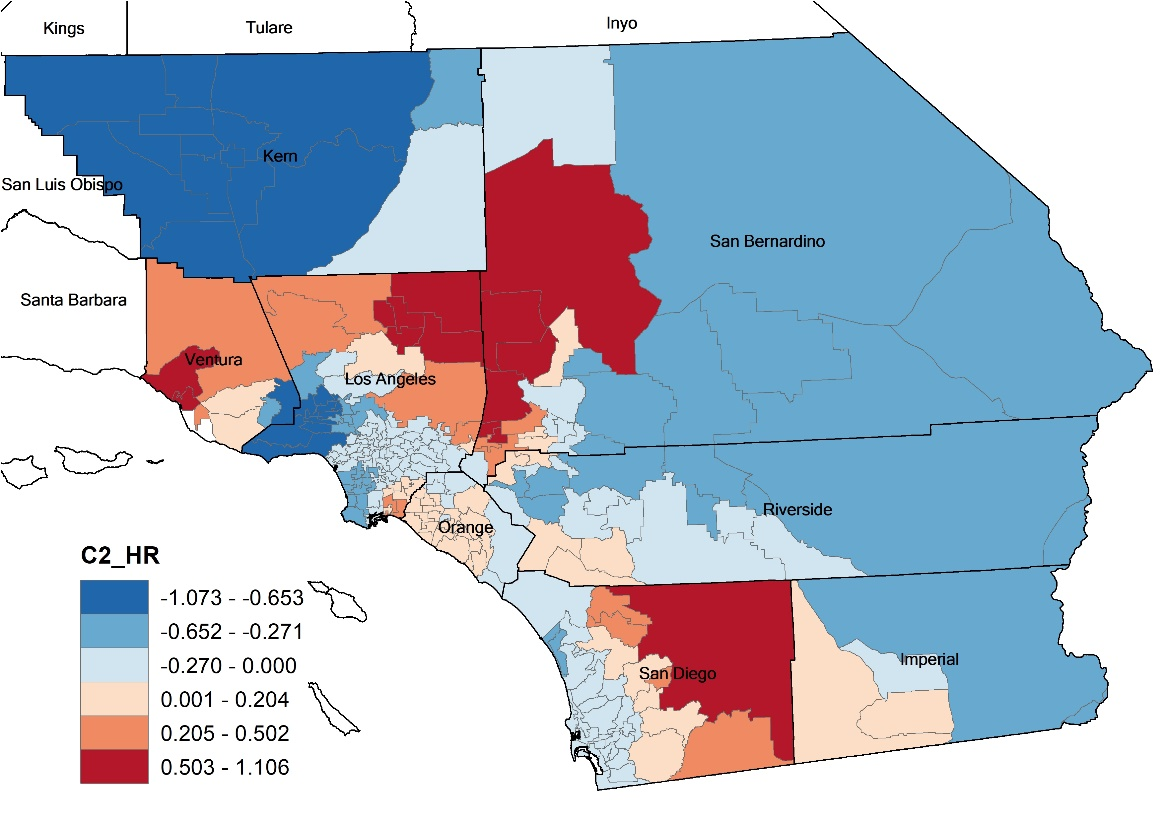 Kings
Tulare
Inyo
Kern
San Luis Obispo
San Bernardino
Santa Barbara
Ventura
Los Angeles
Riverside
Orange
Imperial
San Diego
C2_HR
-1.073 - -0.653
-0.652 - -0.271
-0.270 - 0.000
0.001 - 0.204
0.205 - 0.502
0.503 - 1.106